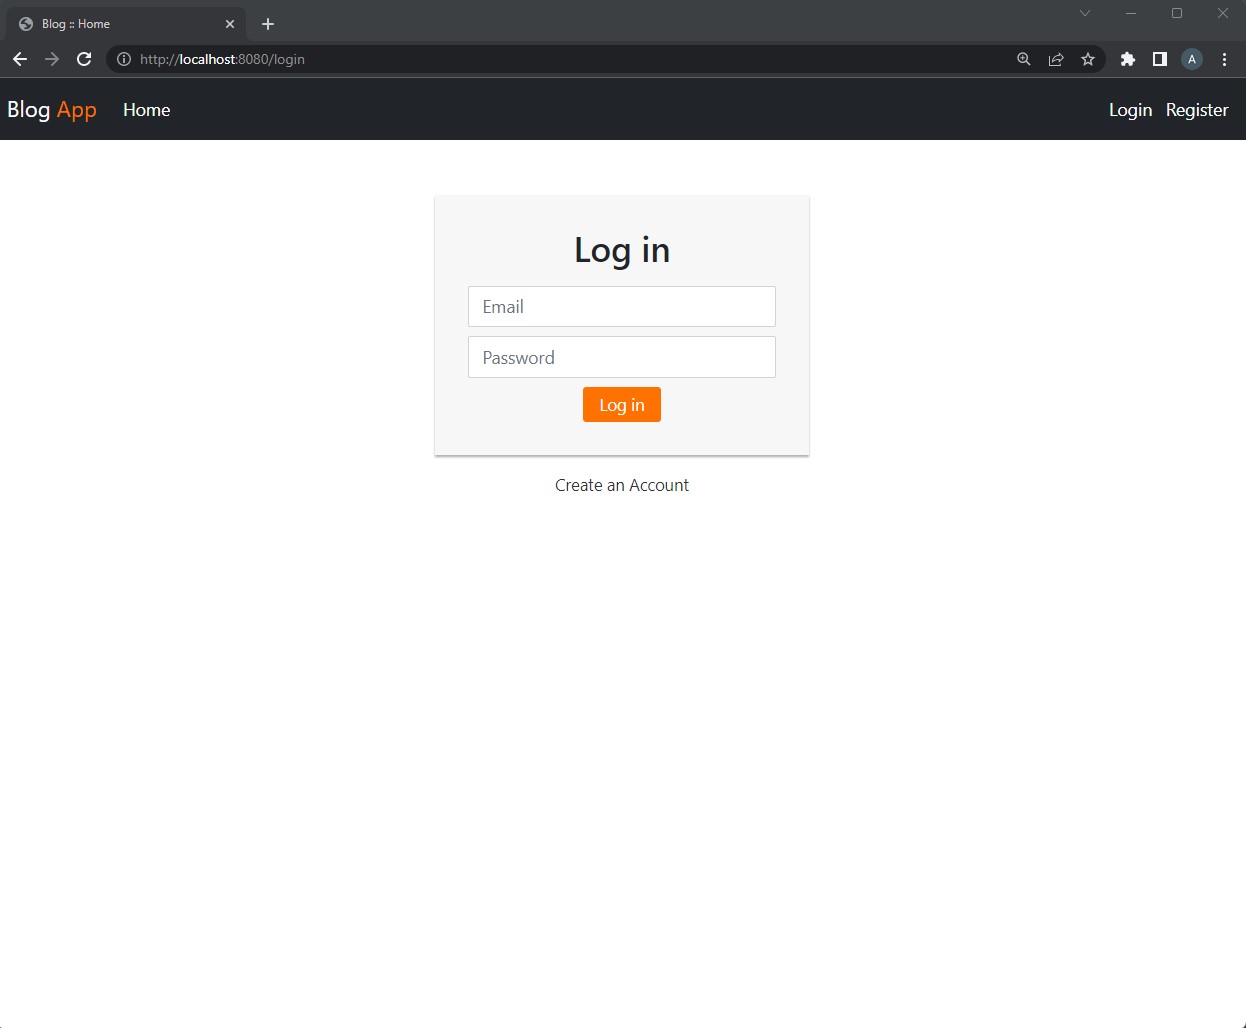 Blog :: Home
http://localhost:8080/login
A
Blog App Home Login Register
Log in
Email
Password
Log in
Create an Account